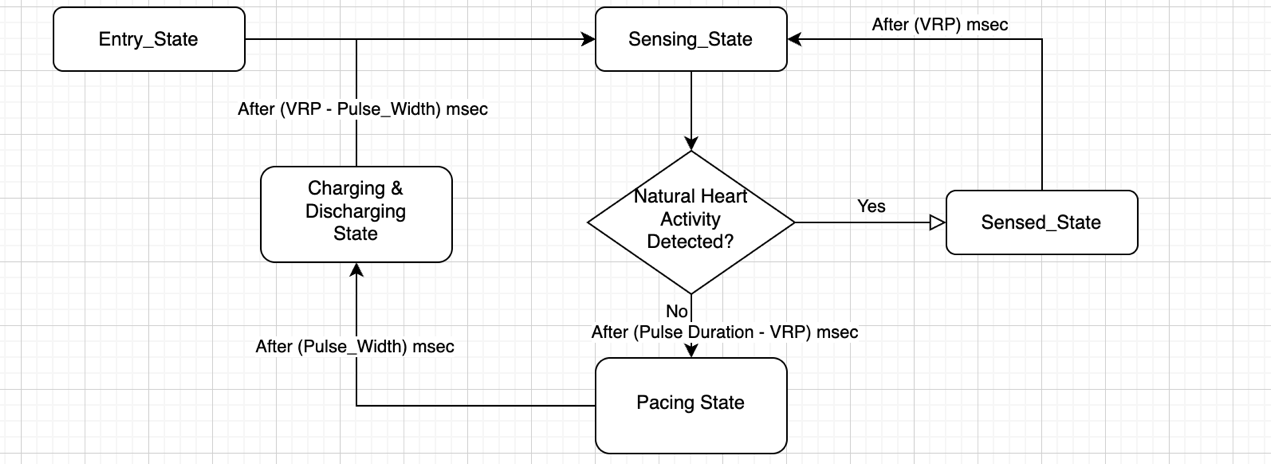 Entry_State
Sensing_State
After (VRP) msec
After (VRP - Pulse_Width) msec
Charging &
Discharging
State
Natural Heart
Activity
Detected?
Yes
Sensed_State
No
After (Pulse Duration - VRP) msec
After (Pulse_Width) msec
Pacing State